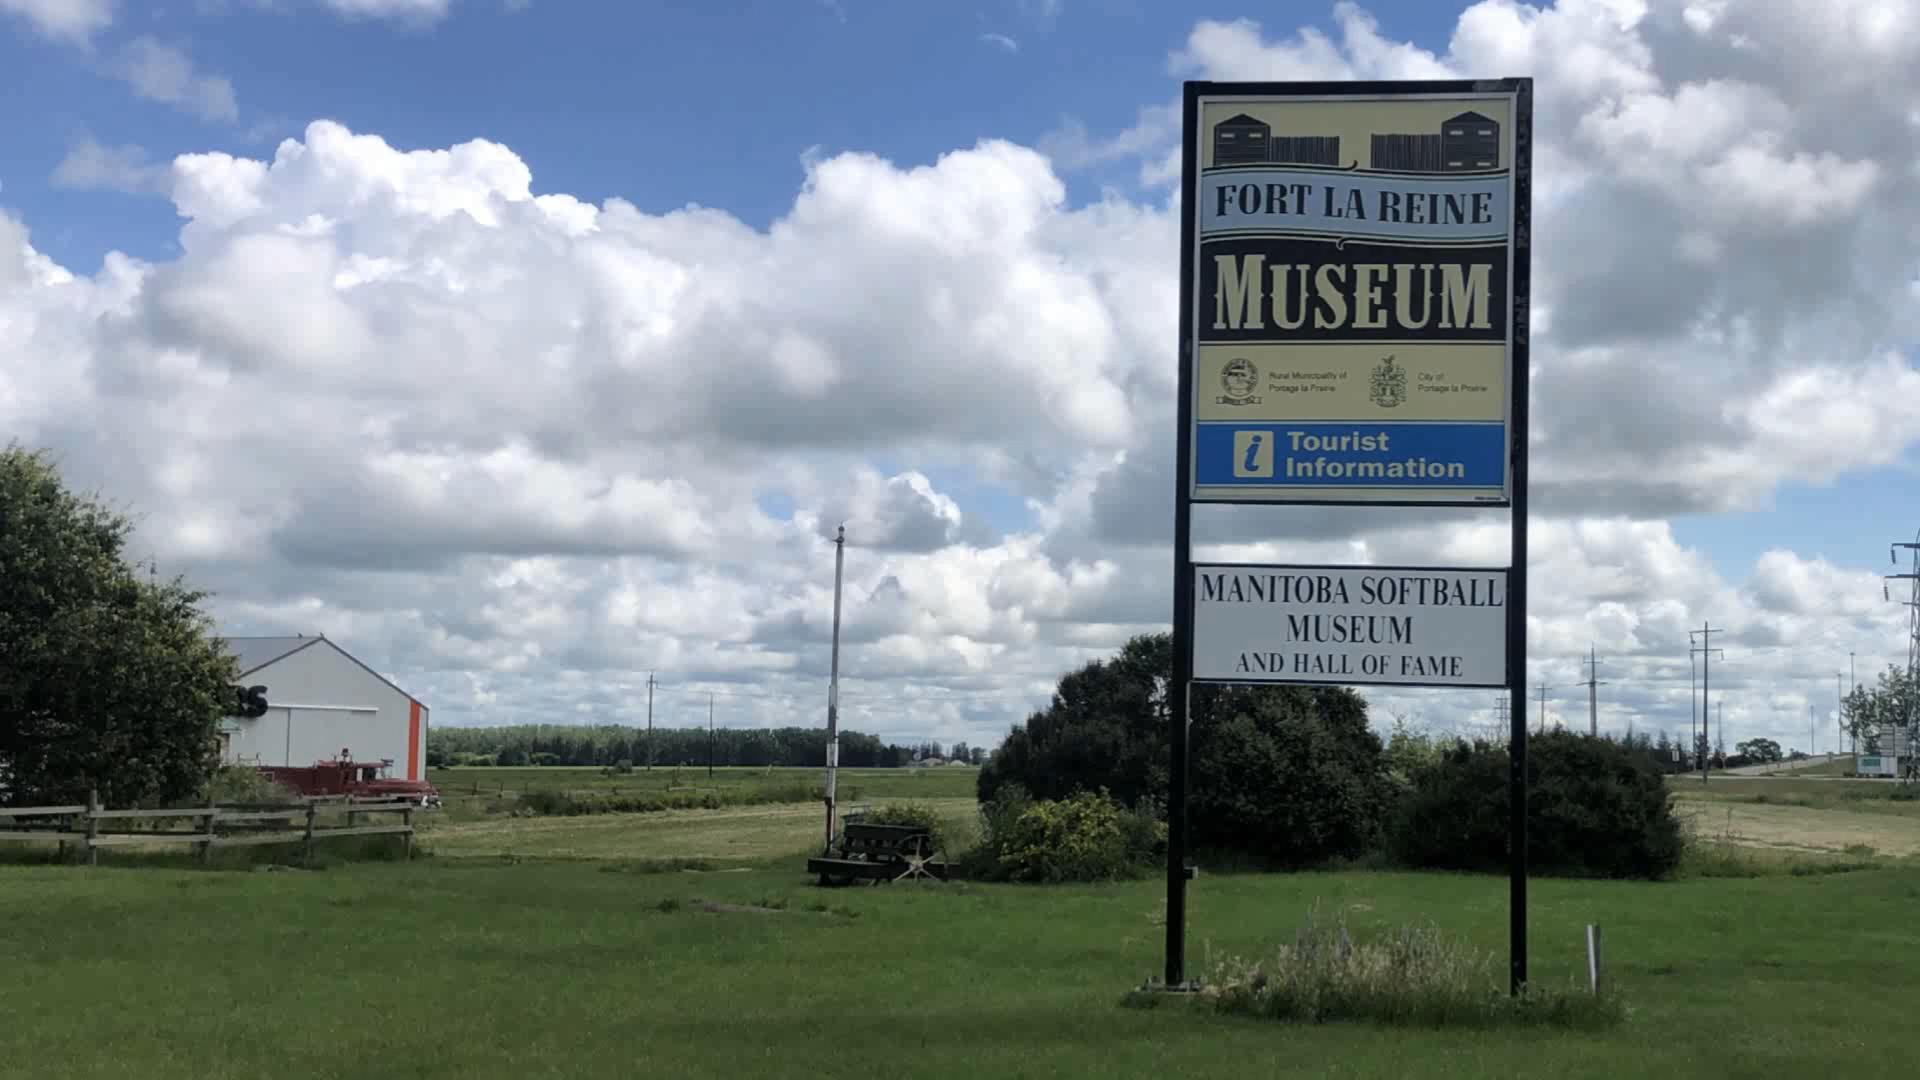 FORT LA REINE
MUSEUM
Rural Municipality of
Portage la Prairie
City of
Portage la Prairie
i
Tourist
Information
MANITOBA SOFTBALL
MUSEUM
AND HALL OF FAME